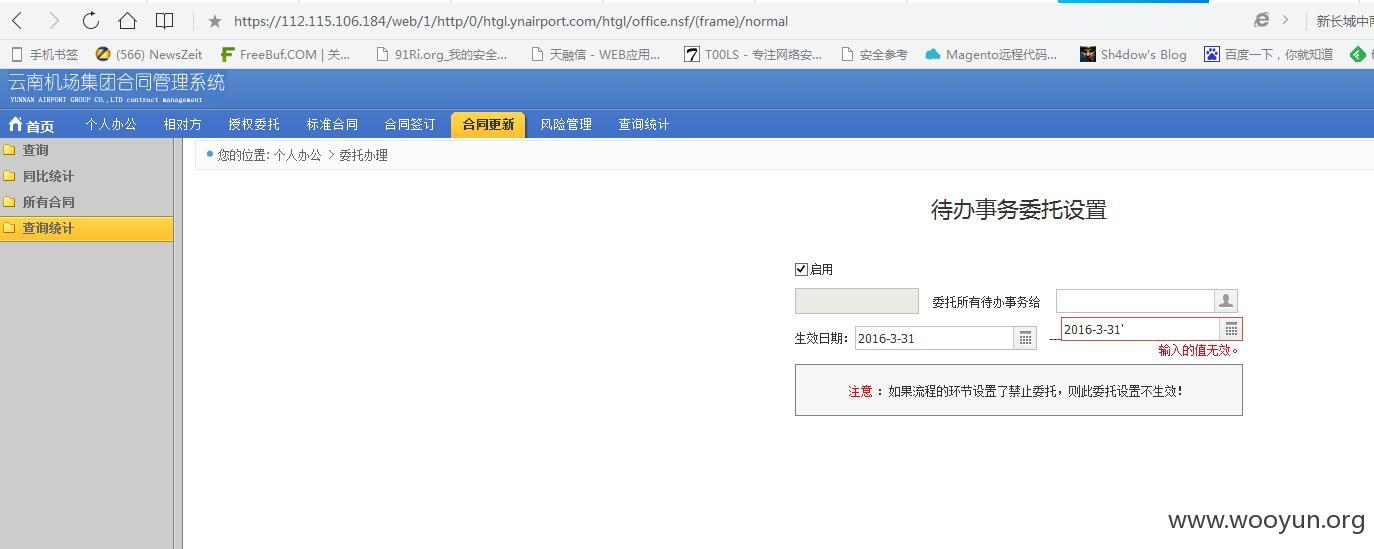 https://112.115.106.184/web/1/http/0/htgl.ynairport.com/htgl/office.nsf/(frame)/normal
新长城中
手机书签 (566) NewsZeit FreeBuf.COM | 关... 91Ri.org_我的安全... 天融信 - WEB应用... T00LS - 专注网络安... 安全参考 Magento远程代码... Sh4dow's Blog 百度一下，你就知道
云南机场集团合同管理系统
YUNNAN AIRPORT GROUP CO.,LTD contract management
首页 个人办公 相对方 授权委托 标准合同 合同签订 合同更新 风险管理 查询统计
查询
同比统计
所有合同
查询统计
您的位置: 个人办公 > 委托办理
待办事务委托设置
启用
委托所有待办事务给
生效日期: 2016-3-31 --- 2016-3-31'
输入的值无效。
注意 : 如果流程的环节设置了禁止委托，则此委托设置不生效!
www.wooyun.org